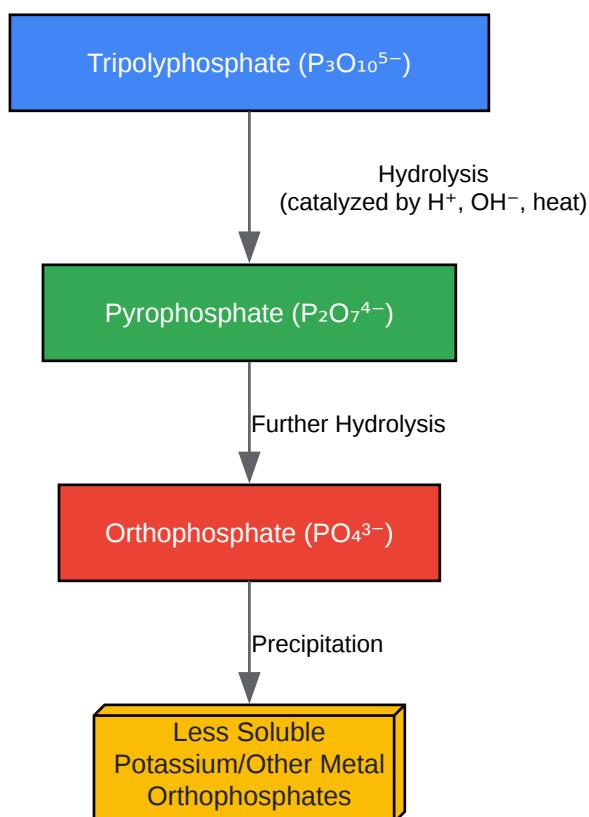 Tripolyphosphate (P₃O₁₀⁵⁻)
Hydrolysis
(catalyzed by H⁺, OH⁻, heat)
Pyrophosphate (P₂O₇⁴⁻)
Further Hydrolysis
Orthophosphate (PO₄³⁻)
Precipitation
Less Soluble
Potassium/Other Metal
Orthophosphates